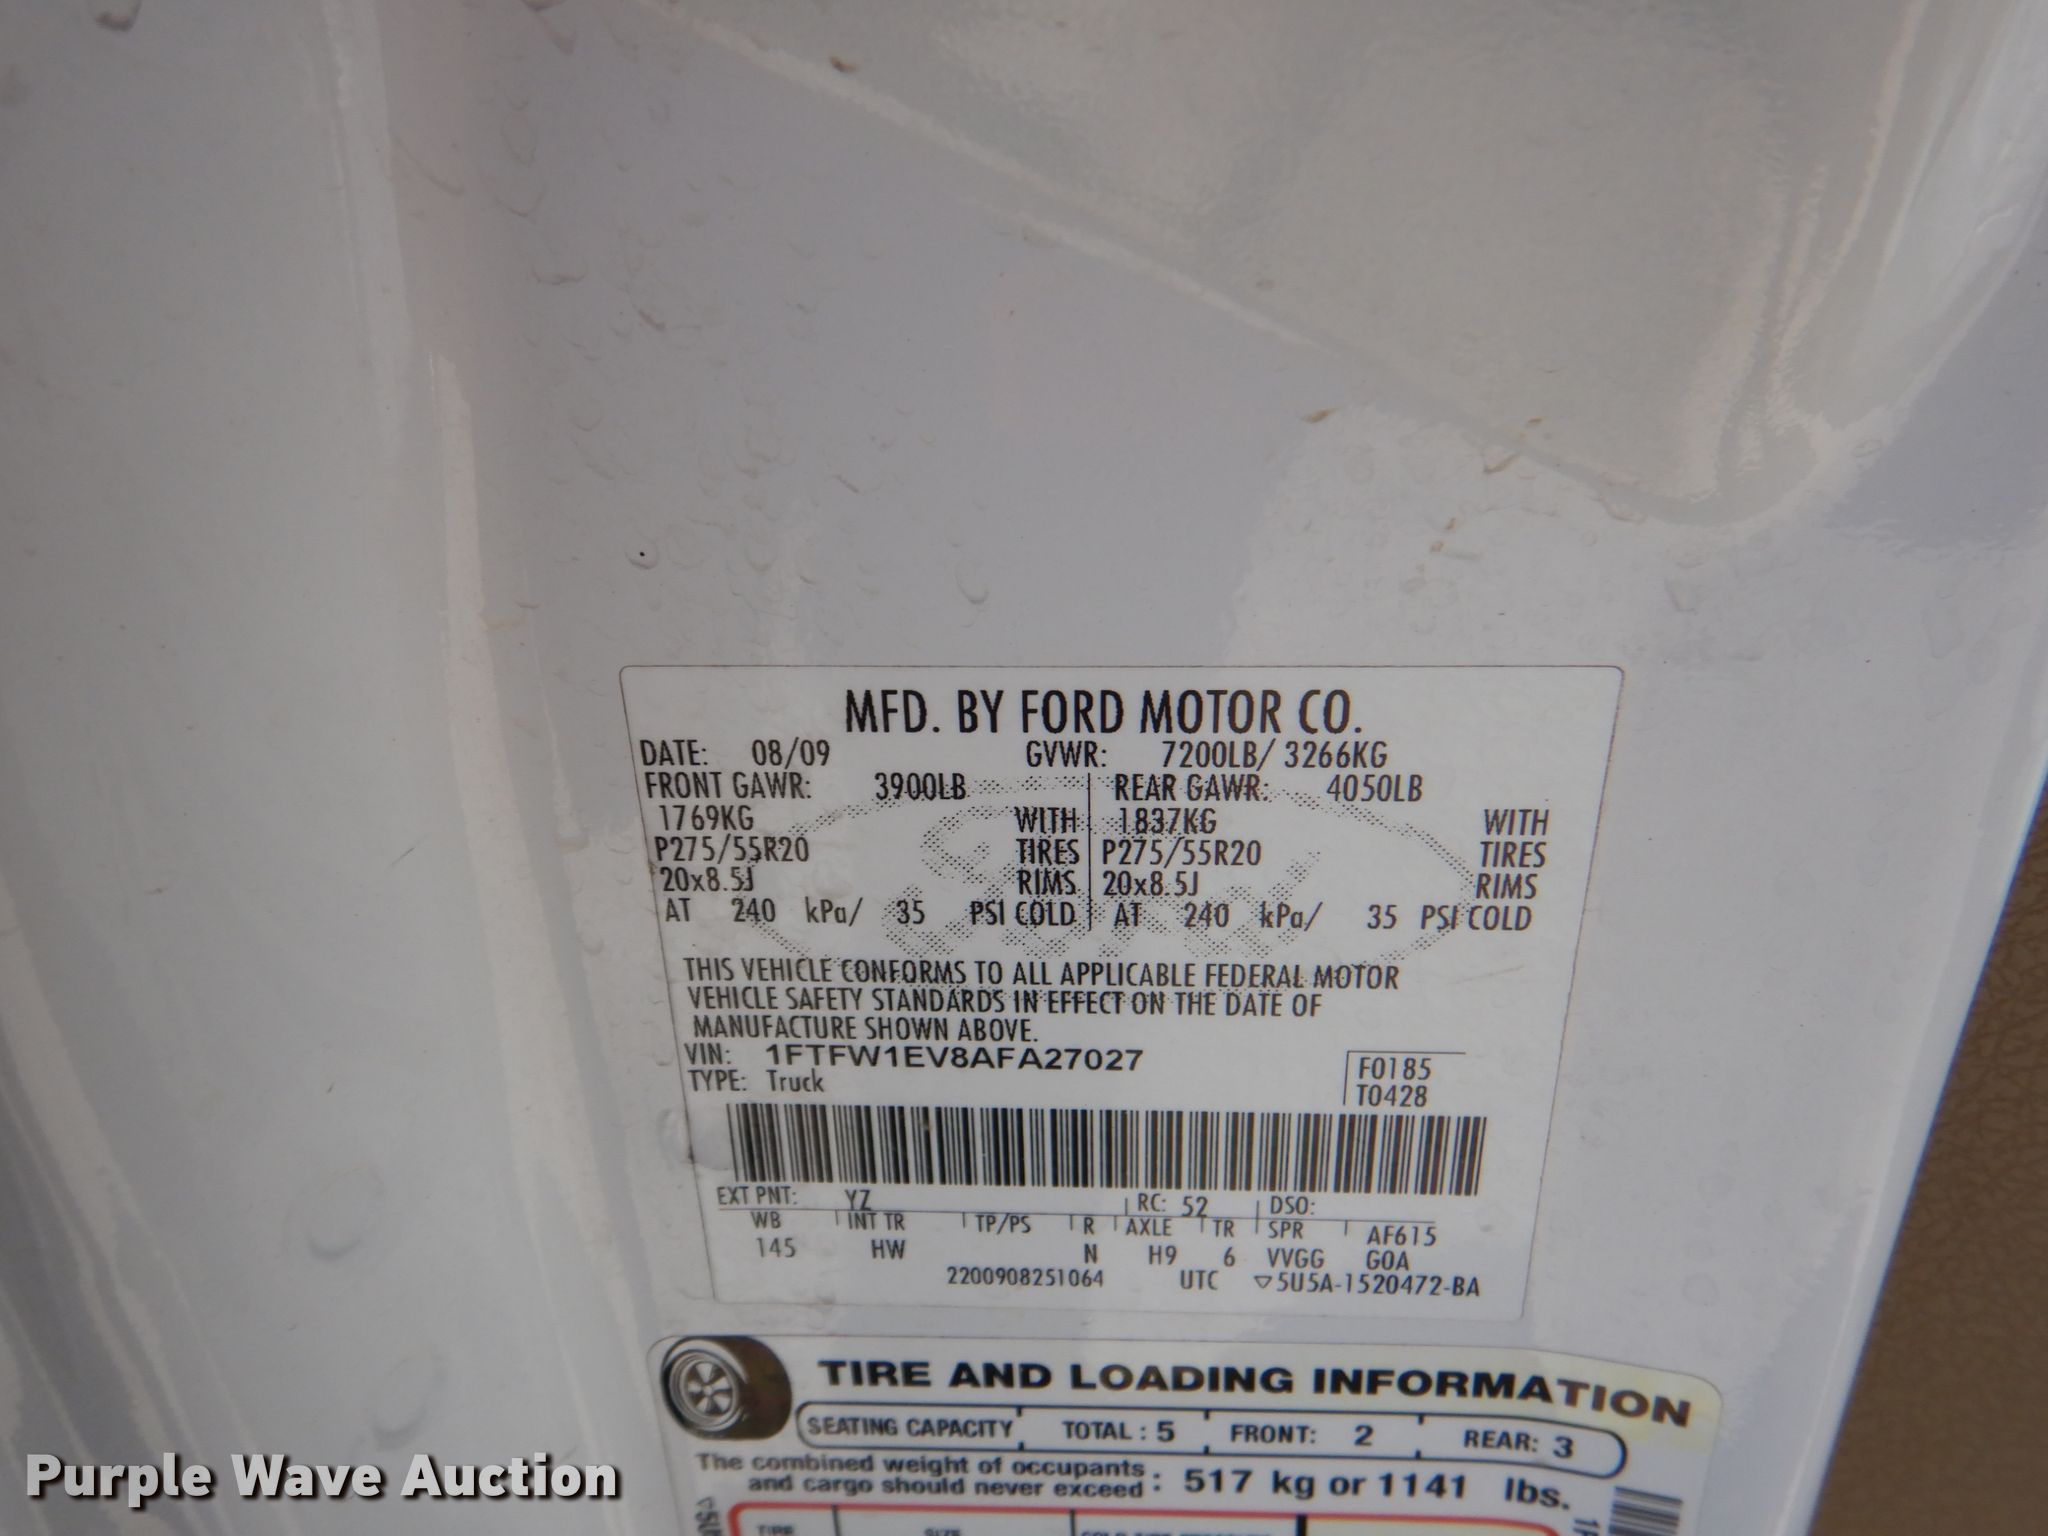 MFD. BY FORD MOTOR CO.
DATE: 08/09 GVWR: 7200LB/ 3266KG
FRONT GAWR: 3900LB REAR GAWR: 4050LB
1769KG WITH 1837KG WITH
P275/55R20 TIRES P275/55R20 TIRES
20x8.5J RIMS 20x8.5J RIMS
AT 240 kPa/ 35 PSI COLD AT 240 kPa/ 35 PSI COLD
THIS VEHICLE CONFORMS TO ALL APPLICABLE FEDERAL MOTOR
VEHICLE SAFETY STANDARDS IN EFFECT ON THE DATE OF
MANUFACTURE SHOWN ABOVE.
VIN: 1FTFW1EV8AFA27027 F0185
TYPE: Truck T0428
EXT PNT: YZ RC: 52 DSO:
WB INT TR TP/PS R AXLE TR SPR AF615
145 HW N H9 6 VVGG G0A
2200908251064 UTC ▽5U5A-1520472-BA
TIRE AND LOADING INFORMATION
SEATING CAPACITY TOTAL : 5 FRONT: 2 REAR: 3
The combined weight of occupants
and cargo should never exceed : 517 kg or 1141 lbs.
TIRE SIZE
Purple Wave Auction